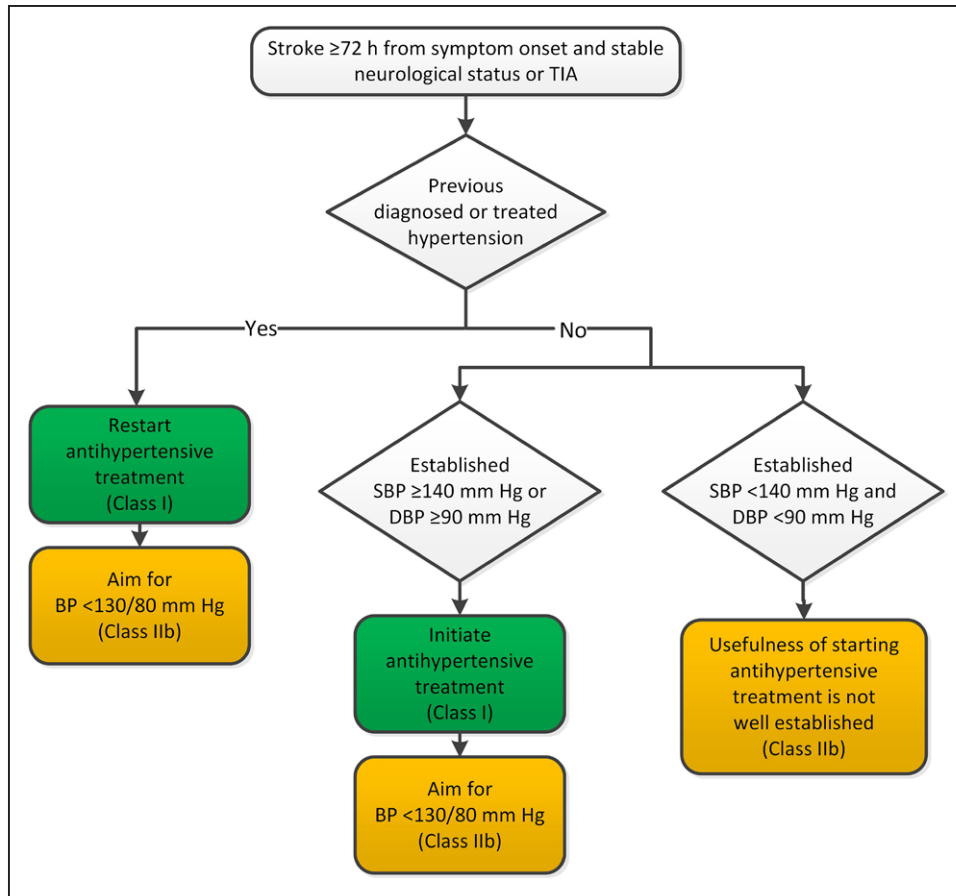 Stroke ≥72 h from symptom onset and stable
neurological status or TIA
Previous
diagnosed or treated
hypertension
Yes
No
Restart
antihypertensive
treatment
(Class I)
Aim for
BP <130/80 mm Hg
(Class IIb)
Established
SBP ≥140 mm Hg or
DBP ≥90 mm Hg
Initiate
antihypertensive
treatment
(Class I)
Aim for
BP <130/80 mm Hg
(Class IIb)
Established
SBP <140 mm Hg and
DBP <90 mm Hg
Usefulness of starting
antihypertensive
treatment is not
well established
(Class IIb)